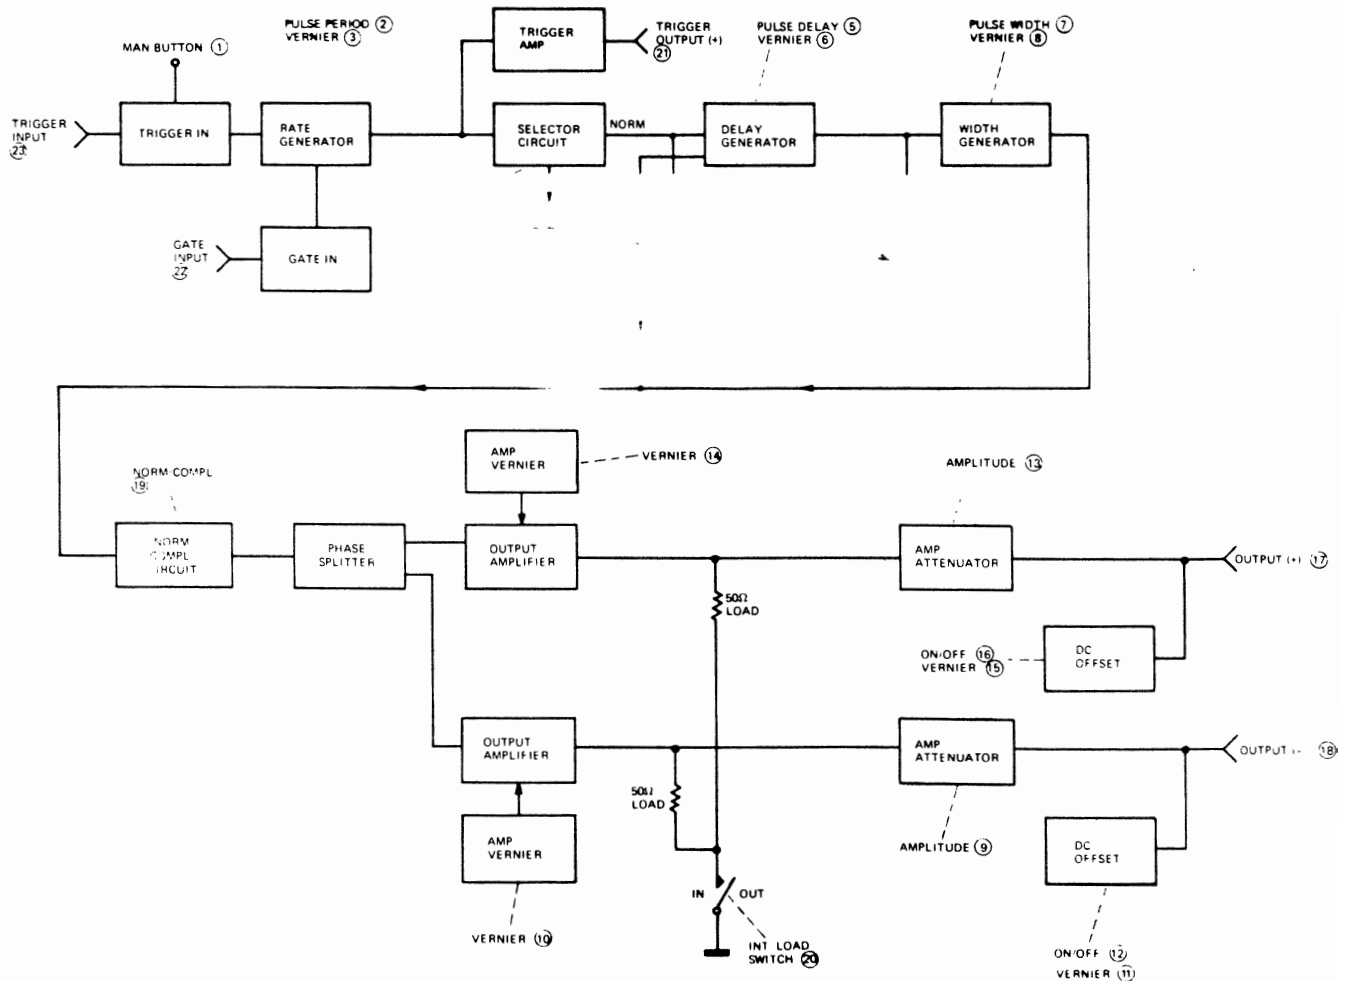 PULSE PERIOD 2
VERNIER 3
MAN BUTTON 1
TRIGGER
AMP
TRIGGER
OUTPUT (+)
21
PULSE DELAY 5
VERNIER 6
PULSE WIDTH 7
VERNIER 8
TRIGGER
INPUT
23
TRIGGER IN
RATE
GENERATOR
SELECTOR
CIRCUIT
NORM
DELAY
GENERATOR
WIDTH
GENERATOR
GATE
INPUT
22
GATE IN
AMP
VERNIER
VERNIER 14
AMPLITUDE 13
NORM-COMPL
19
NORM
COMPL
CIRCUIT
PHASE
SPLITTER
OUTPUT
AMPLIFIER
AMP
ATTENUATOR
OUTPUT (+) 17
50Ω
LOAD
ON/OFF 16
VERNIER 15
DC
OFFSET
OUTPUT
AMPLIFIER
AMP
ATTENUATOR
OUTPUT (- 18
50Ω
LOAD
AMP
VERNIER
AMPLITUDE 9
DC
OFFSET
IN OUT
VERNIER 10
INT LOAD
SWITCH 20
ON/OFF 12
VERNIER 11